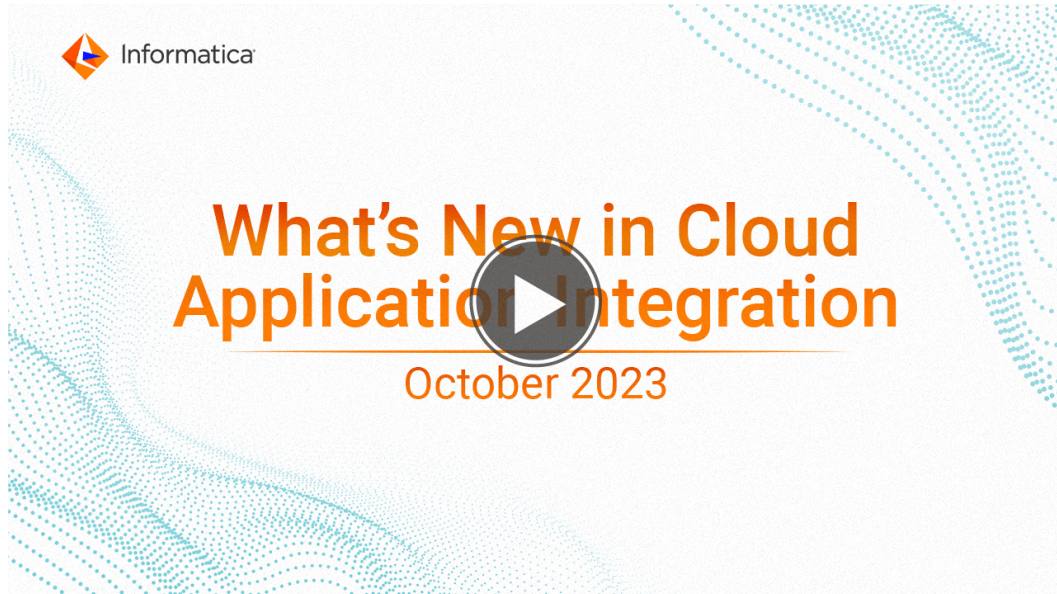 Informatica
What's New in Cloud
Application Integration
October 2023